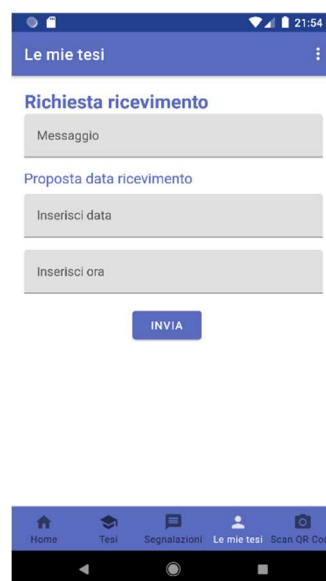 21:54
Le mie tesi
Richiesta ricevimento
Messaggio
Proposta data ricevimento
Inserisci data
Inserisci ora
INVIA
Home Tesi Segnalazioni Le mie tesi Scan QR Co